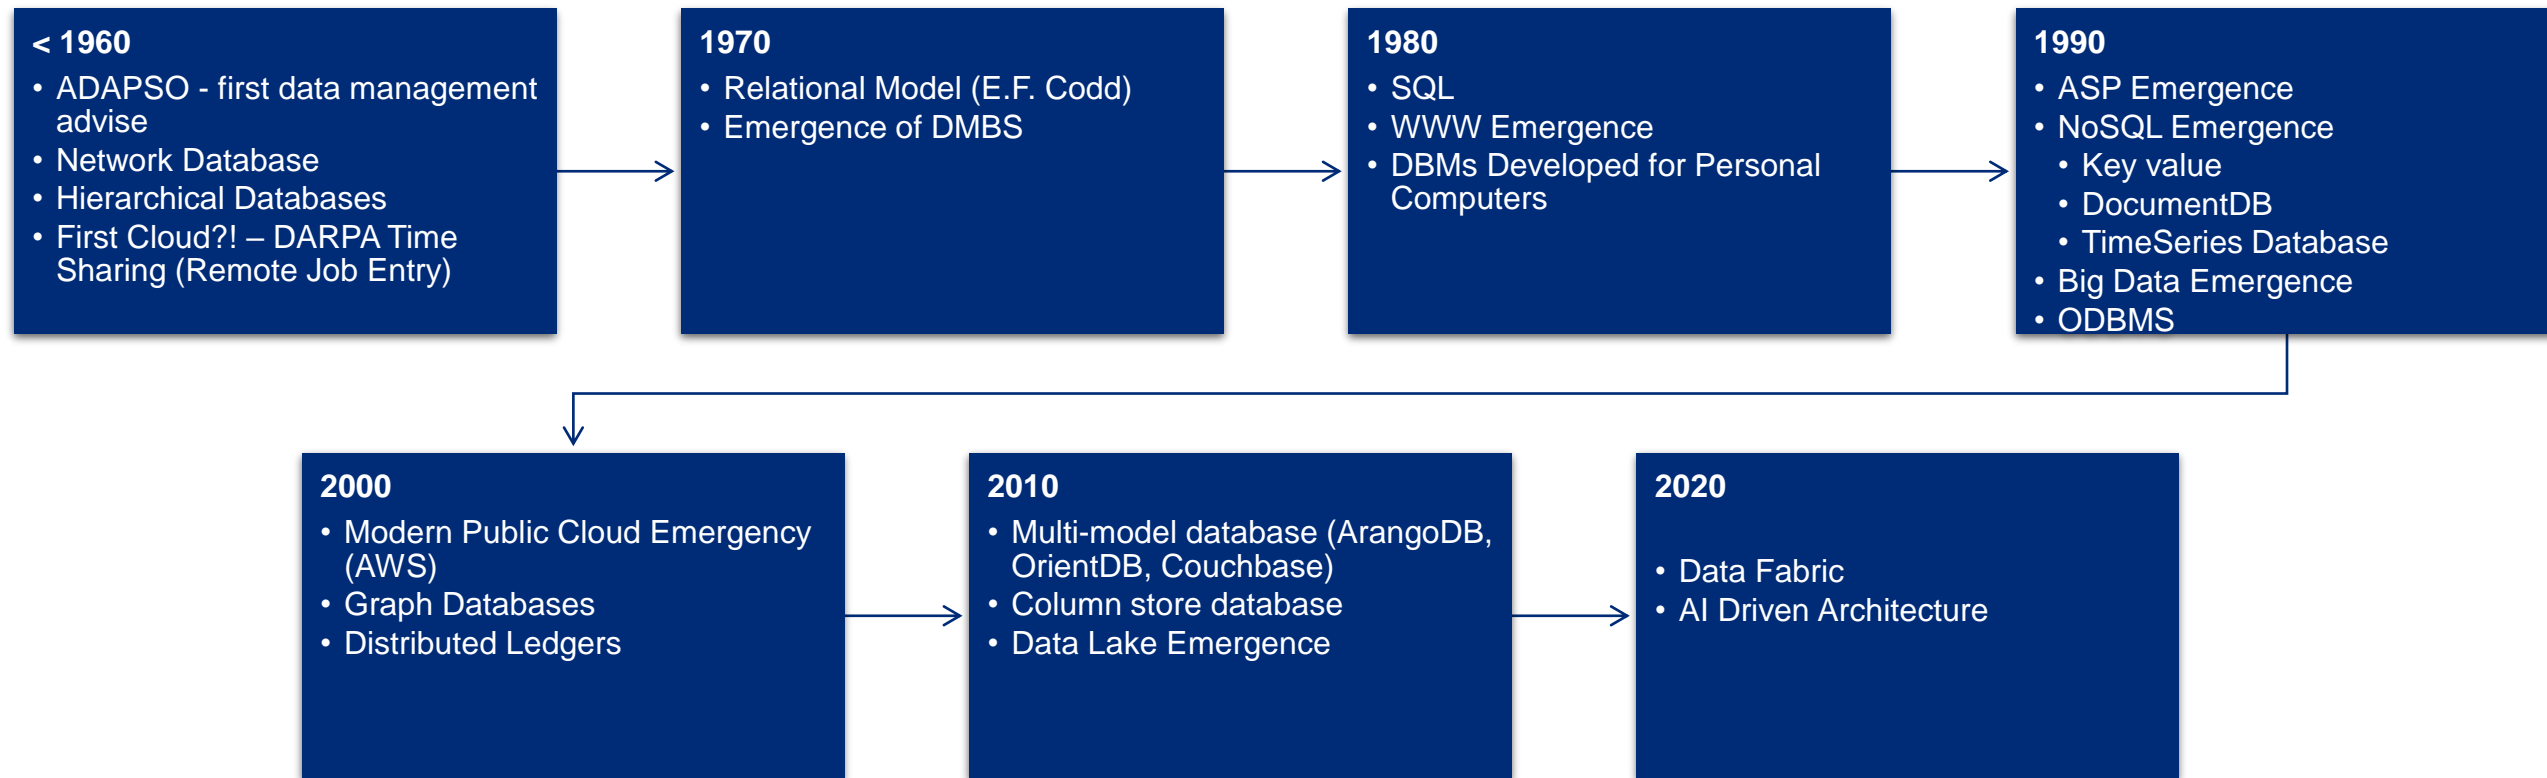 < 1960
• ADAPSO - first data management
advise
• Network Database
• Hierarchical Databases
• First Cloud?! – DARPA Time
Sharing (Remote Job Entry)
1970
• Relational Model (E.F. Codd)
• Emergence of DMBS
1980
• SQL
• WWW Emergence
• DBMs Developed for Personal
Computers
1990
• ASP Emergence
• NoSQL Emergence
• Key value
• DocumentDB
• TimeSeries Database
• Big Data Emergence
• ODBMS
2000
• Modern Public Cloud Emergency
(AWS)
• Graph Databases
• Distributed Ledgers
2010
• Multi-model database (ArangoDB,
OrientDB, Couchbase)
• Column store database
• Data Lake Emergence
2020
• Data Fabric
• AI Driven Architecture